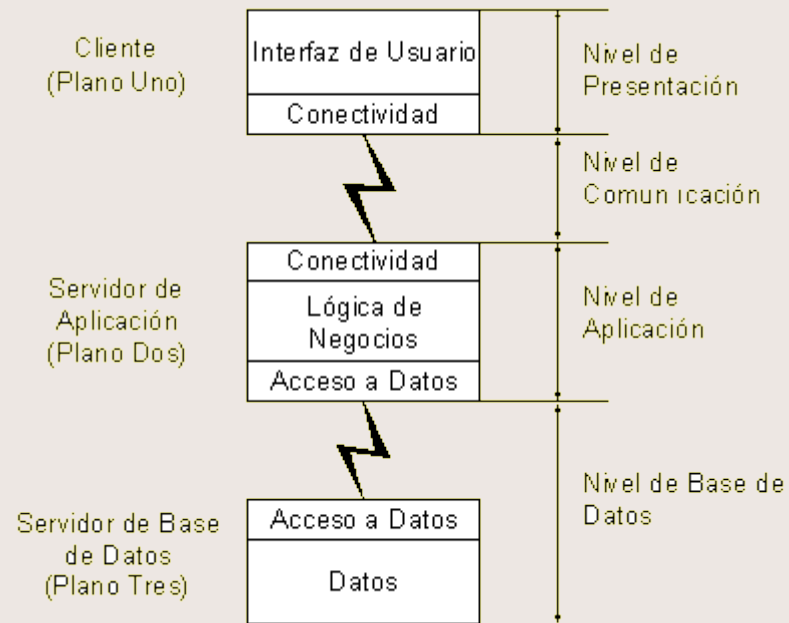 Cliente
(Plano Uno)
Interfaz de Usuario
Conectividad
Nivel de
Presentación
Nivel de
Comunicación
Servidor de
Aplicación
(Plano Dos)
Conectividad
Lógica de
Negocios
Acceso a Datos
Nivel de
Aplicación
Servidor de Base
de Datos
(Plano Tres)
Acceso a Datos
Datos
Nivel de Base de
Datos